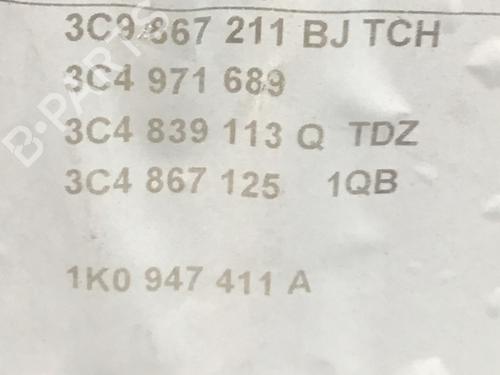 3C9 867 211 BJ TCH
3C4 971 689
3C4 839 113 Q TDZ
3C4 867 125 1QB
1K0 947 411 A
B-PARTS